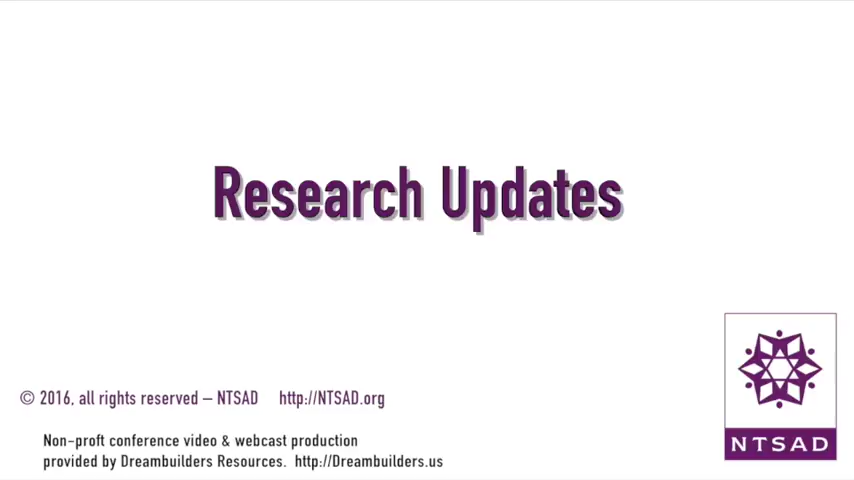 Research Updates
© 2016, all rights reserved – NTSAD http://NTSAD.org
Non-proft conference video & webcast production
provided by Dreambuilders Resources. http://Dreambuilders.us
NTSAD